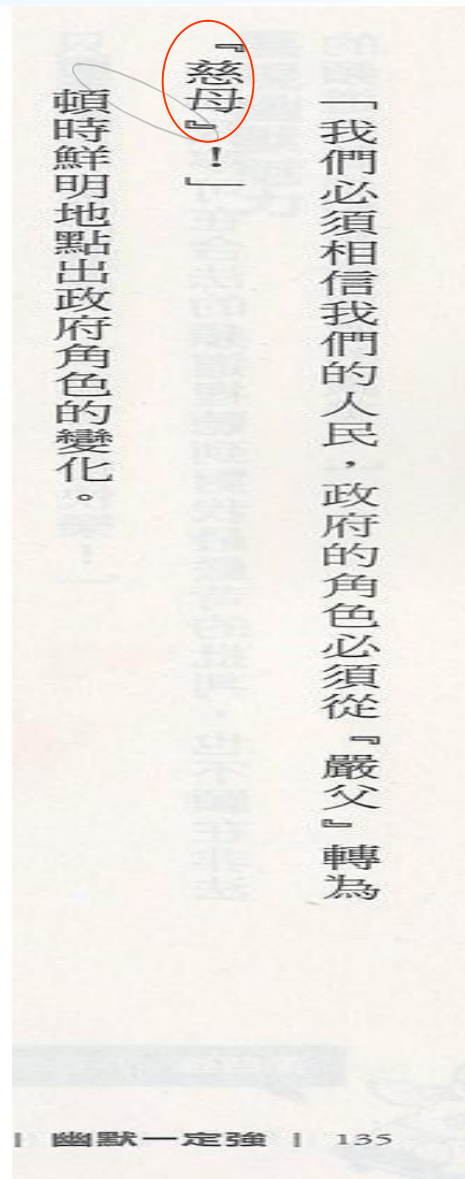 「我們必須相信我們的人民，政府的角色必須從『嚴父』轉為
『慈母』！」
頓時鮮明地點出政府角色的變化。
| 幽默一定強 | 135